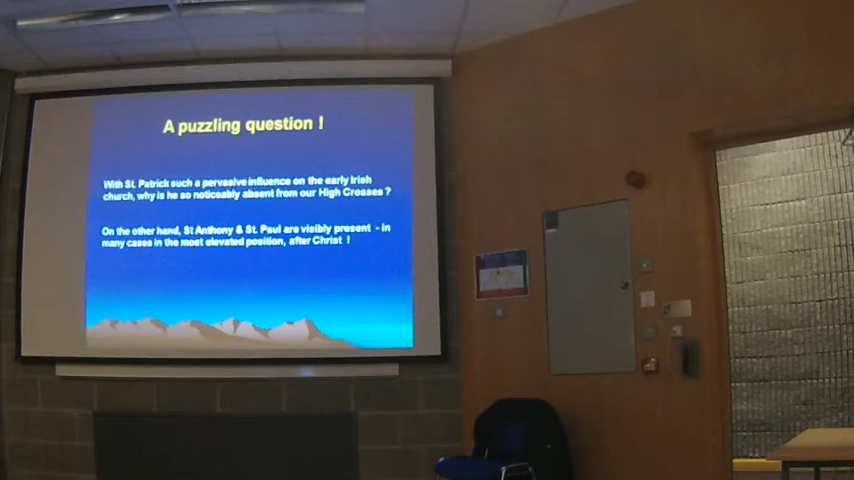 A puzzling question !
With St. Patrick such a pervasive influence on the early Irish
church, why is he so noticeably absent from our High Crosses ?
On the other hand, St Anthony & St. Paul are visibly present - in
many cases in the most elevated position, after Christ !